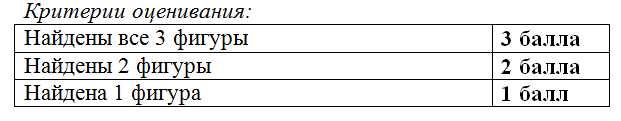 Критерии оценивания:
Найдены все 3 фигуры 3 балла
Найдены 2 фигуры 2 балла
Найдена 1 фигура 1 балл